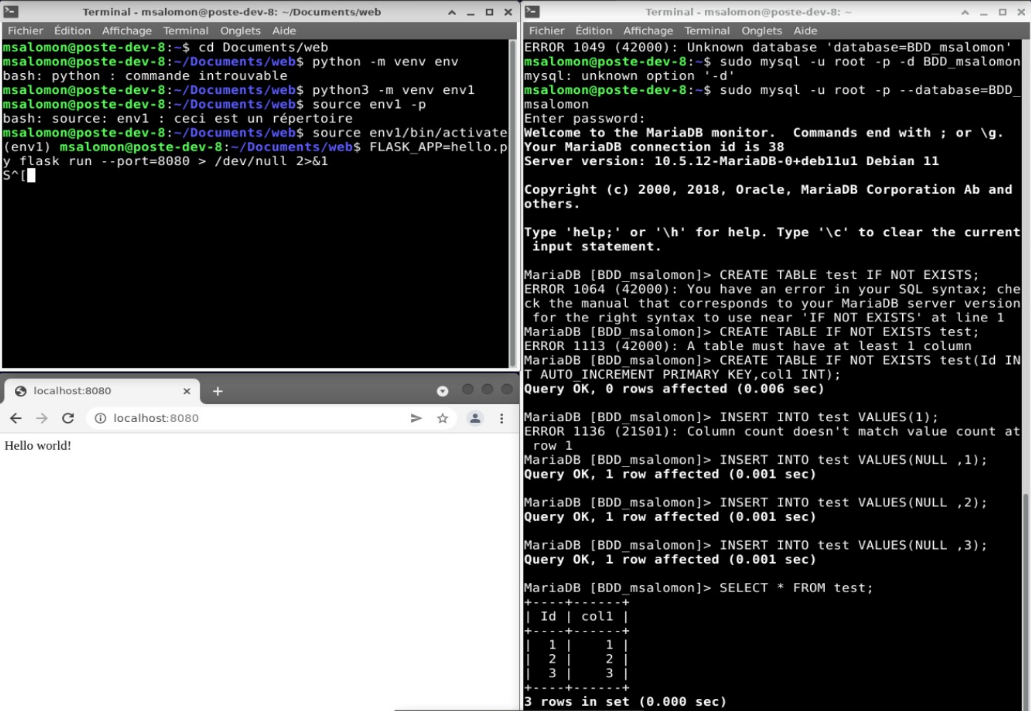 Terminal - msalomon@poste-dev-8: ~/Documents/web
Fichier Édition Affichage Terminal Onglets Aide
msalomon@poste-dev-8:~$ cd Documents/web
msalomon@poste-dev-8:~/Documents/web$ python -m venv env
bash: python : commande introuvable
msalomon@poste-dev-8:~/Documents/web$ python3 -m venv env1
msalomon@poste-dev-8:~/Documents/web$ source env1 -p
bash: source: env1 : ceci est un répertoire
msalomon@poste-dev-8:~/Documents/web$ source env1/bin/activate
(env1) msalomon@poste-dev-8:~/Documents/web$ FLASK_APP=hello.p
y flask run --port=8080 > /dev/null 2>&1
S^[
localhost:8080
localhost:8080
Hello world!
Terminal - msalomon@poste-dev-8: ~
Fichier Édition Affichage Terminal Onglets Aide
ERROR 1049 (42000): Unknown database 'database=BDD_msalomon'
msalomon@poste-dev-8:~$ sudo mysql -u root -p -d BDD_msalomon
mysql: unknown option '-d'
msalomon@poste-dev-8:~$ sudo mysql -u root -p --database=BDD_
msalomon
Enter password:
Welcome to the MariaDB monitor.  Commands end with ; or \g.
Your MariaDB connection id is 38
Server version: 10.5.12-MariaDB-0+deb11u1 Debian 11
Copyright (c) 2000, 2018, Oracle, MariaDB Corporation Ab and
others.
Type 'help;' or '\h' for help. Type '\c' to clear the current
input statement.
MariaDB [BDD_msalomon]> CREATE TABLE test IF NOT EXISTS;
ERROR 1064 (42000): You have an error in your SQL syntax; che
ck the manual that corresponds to your MariaDB server version
for the right syntax to use near 'IF NOT EXISTS' at line 1
MariaDB [BDD_msalomon]> CREATE TABLE IF NOT EXISTS test;
ERROR 1113 (42000): A table must have at least 1 column
MariaDB [BDD_msalomon]> CREATE TABLE IF NOT EXISTS test(Id IN
T AUTO_INCREMENT PRIMARY KEY,col1 INT);
Query OK, 0 rows affected (0.006 sec)
MariaDB [BDD_msalomon]> INSERT INTO test VALUES(1);
ERROR 1136 (21S01): Column count doesn't match value count at
row 1
MariaDB [BDD_msalomon]> INSERT INTO test VALUES(NULL ,1);
Query OK, 1 row affected (0.001 sec)
MariaDB [BDD_msalomon]> INSERT INTO test VALUES(NULL ,2);
Query OK, 1 row affected (0.001 sec)
MariaDB [BDD_msalomon]> INSERT INTO test VALUES(NULL ,3);
Query OK, 1 row affected (0.001 sec)
MariaDB [BDD_msalomon]> SELECT * FROM test;
+----+------+
| Id | col1 |
+----+------+
|  1 |    1 |
|  2 |    2 |
|  3 |    3 |
+----+------+
3 rows in set (0.000 sec)